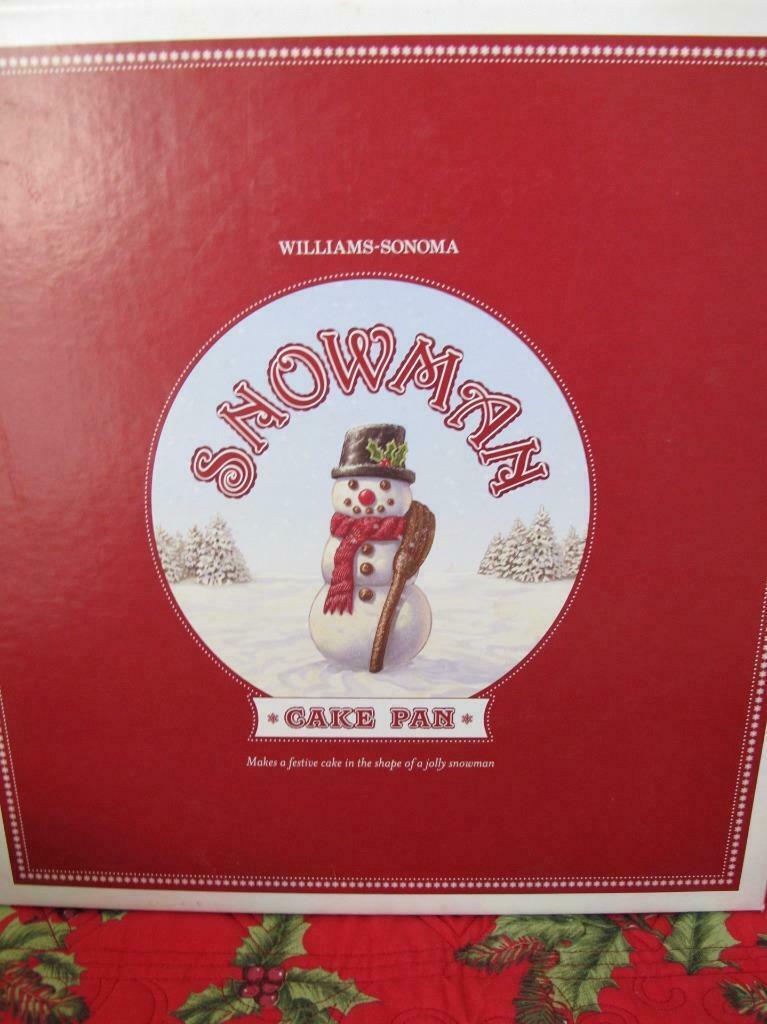 WILLIAMS-SONOMA
SNOWMAN
CAKE PAN
Makes a festive cake in the shape of a jolly snowman